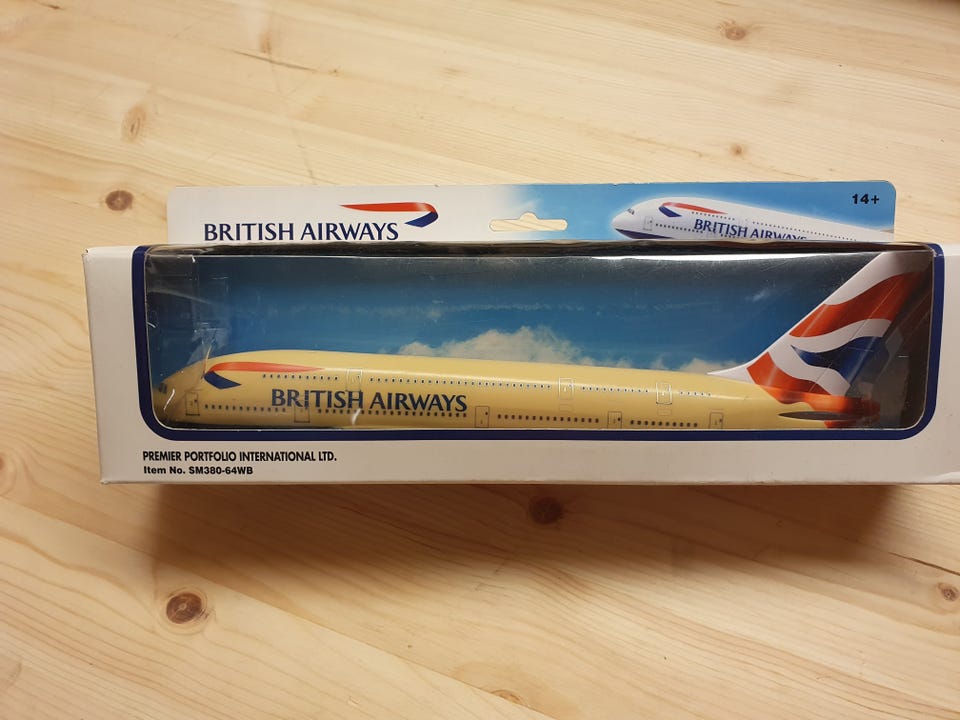 14+
BRITISH AIRWAYS
BRITISH AIRWAYS
BRITISH AIRWAYS
PREMIER PORTFOLIO INTERNATIONAL LTD.
Item No. SM380-64WB